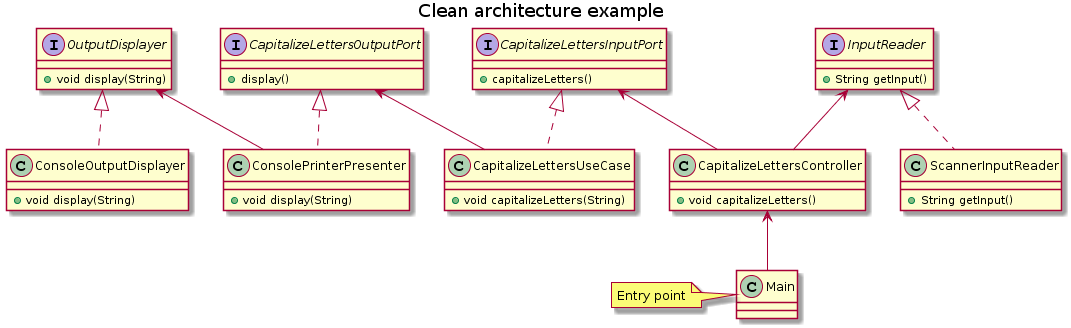 Clean architecture example
I OutputDisplayer
void display(String)
I CapitalizeLettersOutputPort
display()
I CapitalizeLettersInputPort
capitalizeLetters()
I InputReader
String getInput()
C ConsoleOutputDisplayer
void display(String)
C ConsolePrinterPresenter
void display(String)
C CapitalizeLettersUseCase
void capitalizeLetters(String)
C CapitalizeLettersController
void capitalizeLetters()
C ScannerInputReader
String getInput()
Entry point
C Main